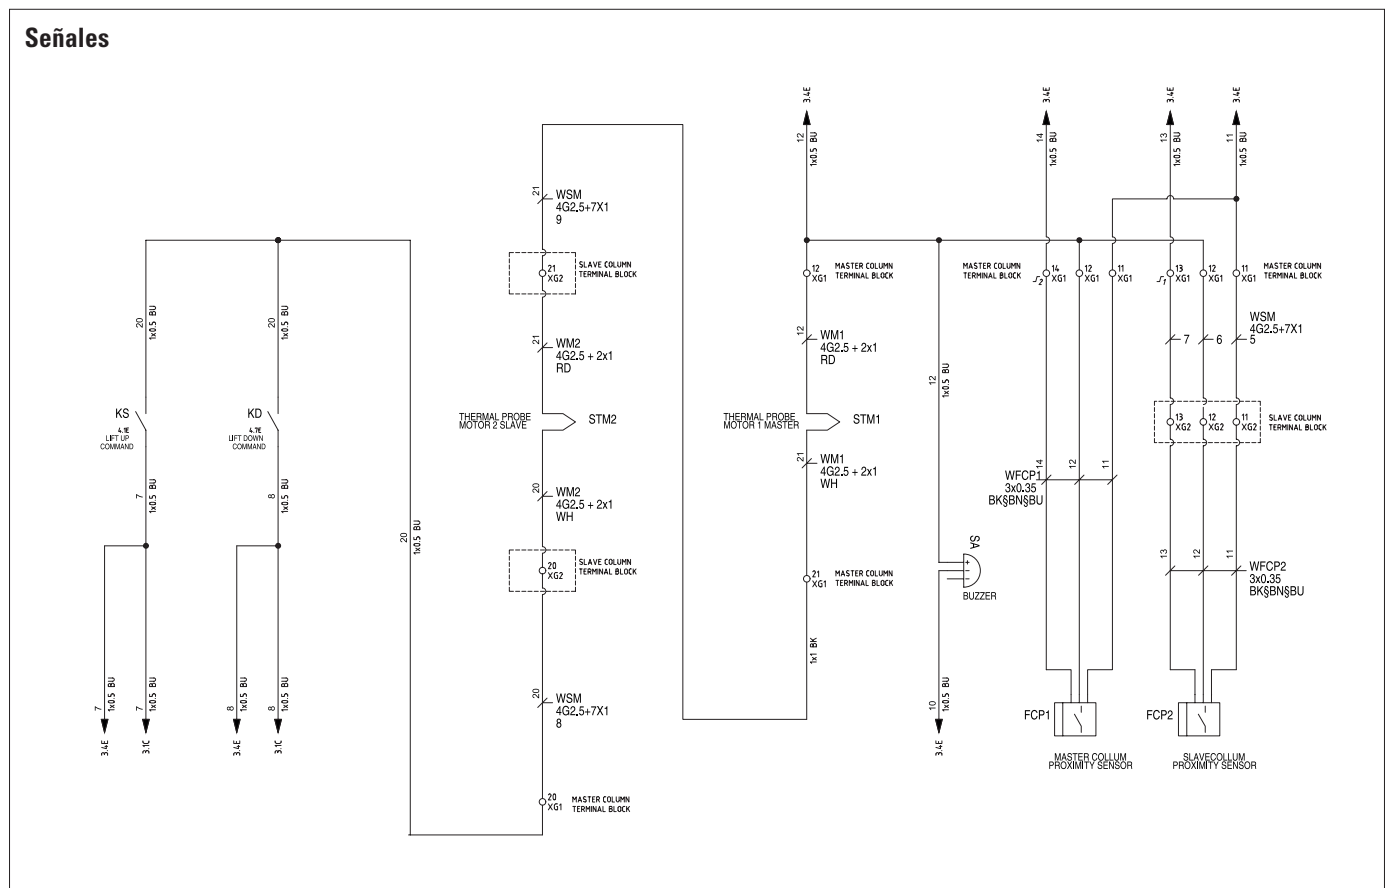 Señales
3.4E
12
1x0.5 BU
3.4E
14
1x0.5 BU
3.4E
13
1x0.5 BU
3.4E
11
1x0.5 BU
21
WSM
4G2.5+7X1
9
21
XG2
SLAVE COLUMN
TERMINAL BLOCK
12
XG1
MASTER COLUMN
TERMINAL BLOCK
MASTER COLUMN
TERMINAL BLOCK
14
XG1
2
12
XG1
11
XG1
13
XG1
1
12
XG1
11
XG1
MASTER COLUMN
TERMINAL BLOCK
20
1x0.5 BU
20
1x0.5 BU
21
WM2
4G2.5 + 2x1
RD
12
WM1
4G2.5 + 2x1
RD
WSM
4G2.5+7X1
7
6
5
12
1x0.5 BU
KS
4.1E
LIFT UP
COMMAND
KD
4.7E
LIFT DOWN
COMMAND
THERMAL PROBE
MOTOR 2 SLAVE
STM2
THERMAL PROBE
MOTOR 1 MASTER
STM1
13
XG2
12
XG2
11
XG2
SLAVE COLUMN
TERMINAL BLOCK
7
1x0.5 BU
8
1x0.5 BU
20
WM2
4G2.5 + 2x1
WH
21
WM1
4G2.5 + 2x1
WH
WFCP1
3x0.35
BK§BN§BU
14
12
11
20
1x0.5 BU
20
XG2
SLAVE COLUMN
TERMINAL BLOCK
21
XG1
MASTER COLUMN
TERMINAL BLOCK
SA
+
-
BUZZER
13
12
11
WFCP2
3x0.35
BK§BN§BU
1x1 BK
7
1x0.5 BU
3.4E
7
1x0.5 BU
3.1C
8
1x0.5 BU
3.4E
8
1x0.5 BU
3.1C
20
WSM
4G2.5+7X1
8
10
1x0.5 BU
3.4E
FCP1
MASTER COLLUM
PROXIMITY SENSOR
FCP2
SLAVECOLLUM
PROXIMITY SENSOR
20
XG1
MASTER COLUMN
TERMINAL BLOCK